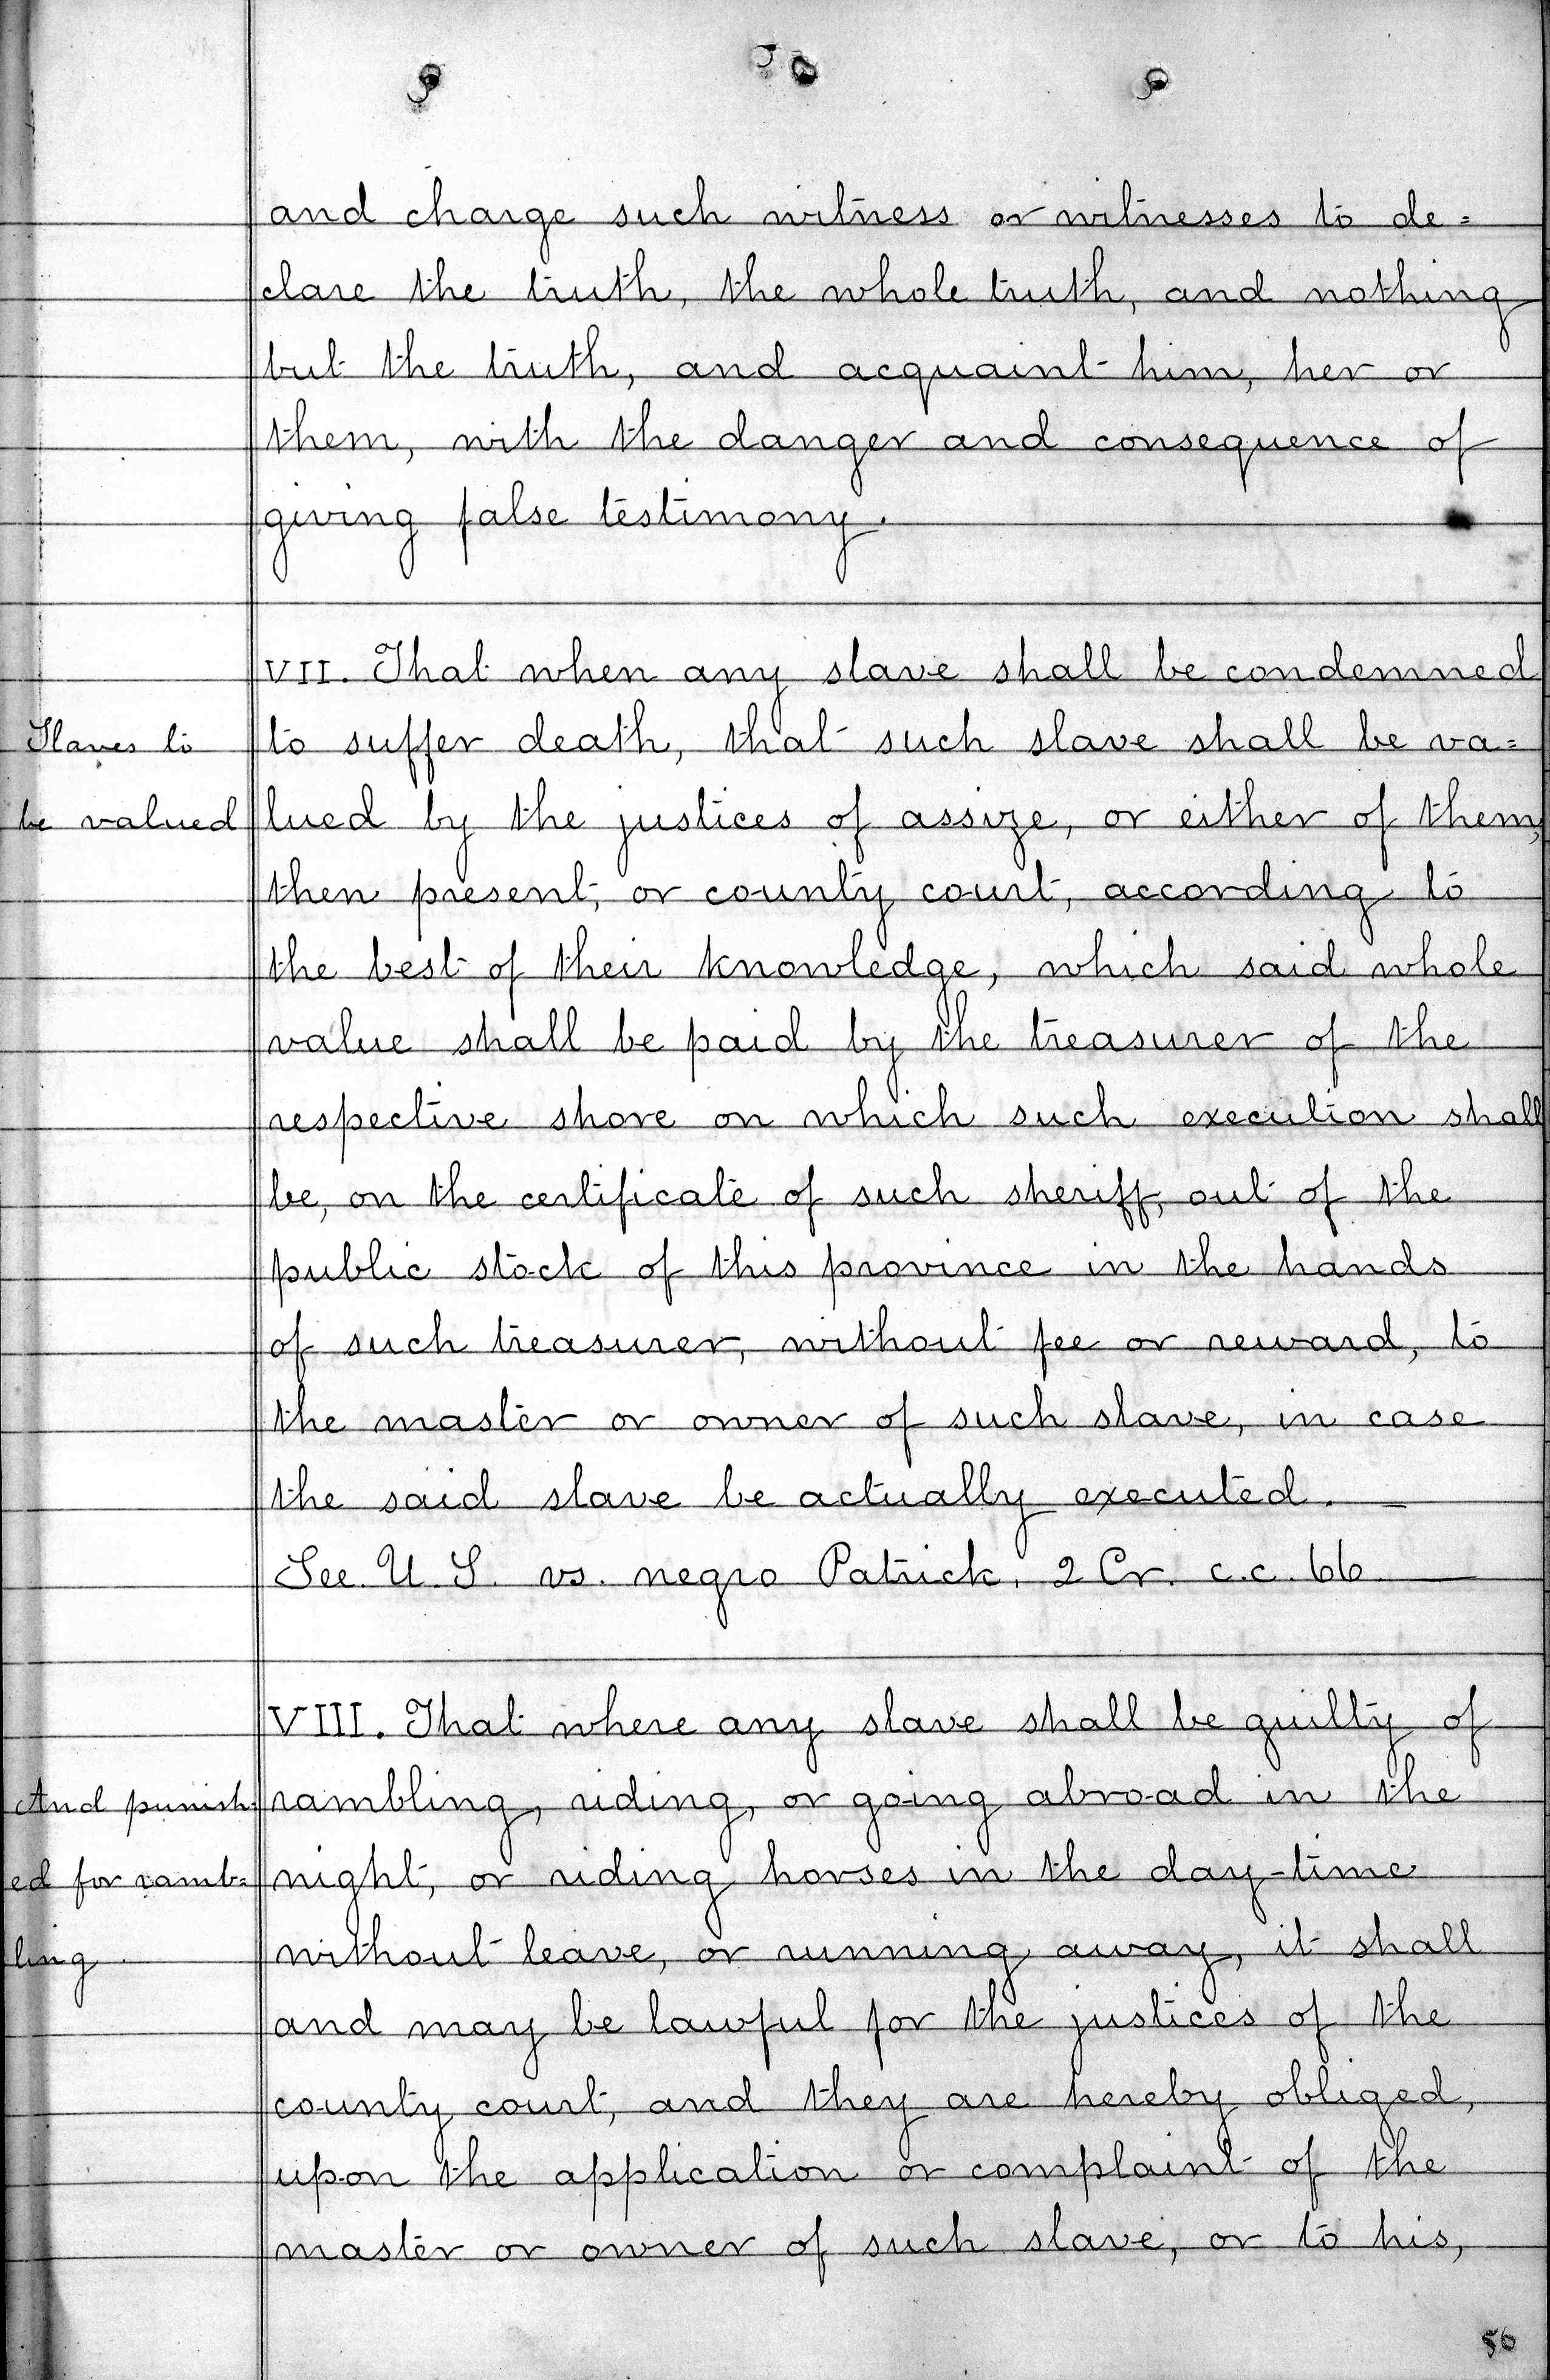 and charge such witness or witnesses to de=
clare the truth, the whole truth, and nothing
but the truth, and acquaint him, her or
them, with the danger and consequence of
giving false testimony.
VII. That when any slave shall be condemned
Slaves to
to suffer death, that such slave shall be va=
be valued
lued by the justices of assize, or either of them,
then present, or county court, according to
the best of their knowledge, which said whole
value shall be paid by the treasurer of the
respective shore on which such execution shall
be, on the certificate of such sheriff, out of the
public stock of this province in the hands
of such treasurer, without fee or reward, to
the master or owner of such slave, in case
the said slave be actually executed. —
See. U. S. vs. negro Patrick. 2 Cr. c.c. 66 —
VIII. That where any slave shall be guilty of
And punish=
rambling, riding, or going abroad in the
ed for ramb=
night, or riding horses in the day-time
ling.
without leave, or running away, it shall
and may be lawful for the justices of the
county court, and they are hereby obliged,
upon the application or complaint of the
master or owner of such slave, or to his,
56